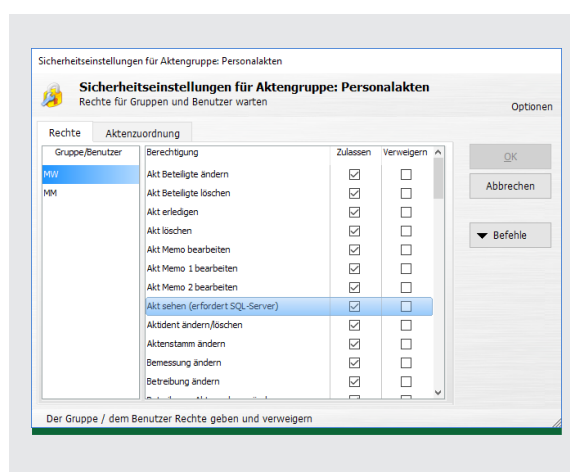 Sicherheitseinstellungen für Aktengruppe: Personalakten
Sicherheitseinstellungen für Aktengruppe: Personalakten
Rechte für Gruppen und Benutzer warten
Optionen
Rechte Aktenzuordnung
Gruppe/Benutzer Berechtigung Zulassen Verweigern
MW
MM
Akt Beteiligte ändern
Akt Beteiligte löschen
Akt erledigen
Akt löschen
Akt Memo bearbeiten
Akt Memo 1 bearbeiten
Akt Memo 2 bearbeiten
Akt sehen (erfordert SQL-Server)
Aktident ändern/löschen
Aktenstamm ändern
Bemessung ändern
Betreibung ändern
OK
Abbrechen
Befehle
Der Gruppe / dem Benutzer Rechte geben und verweigern